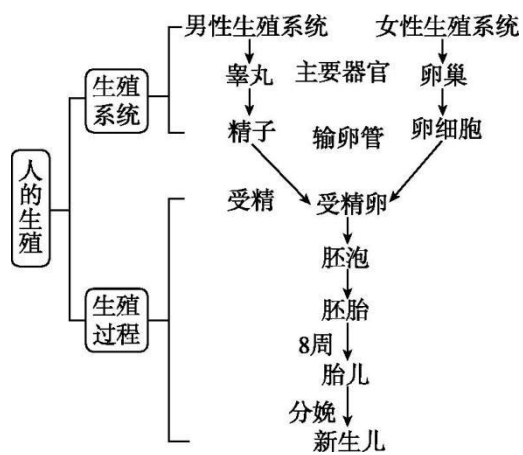 男性生殖系统 女性生殖系统
睾丸 主要器官 卵巢
生殖
系统
精子 输卵管 卵细胞
人的生殖
受精 受精卵
胚泡
胚胎
生殖
过程
8周
胎儿
分娩
新生儿